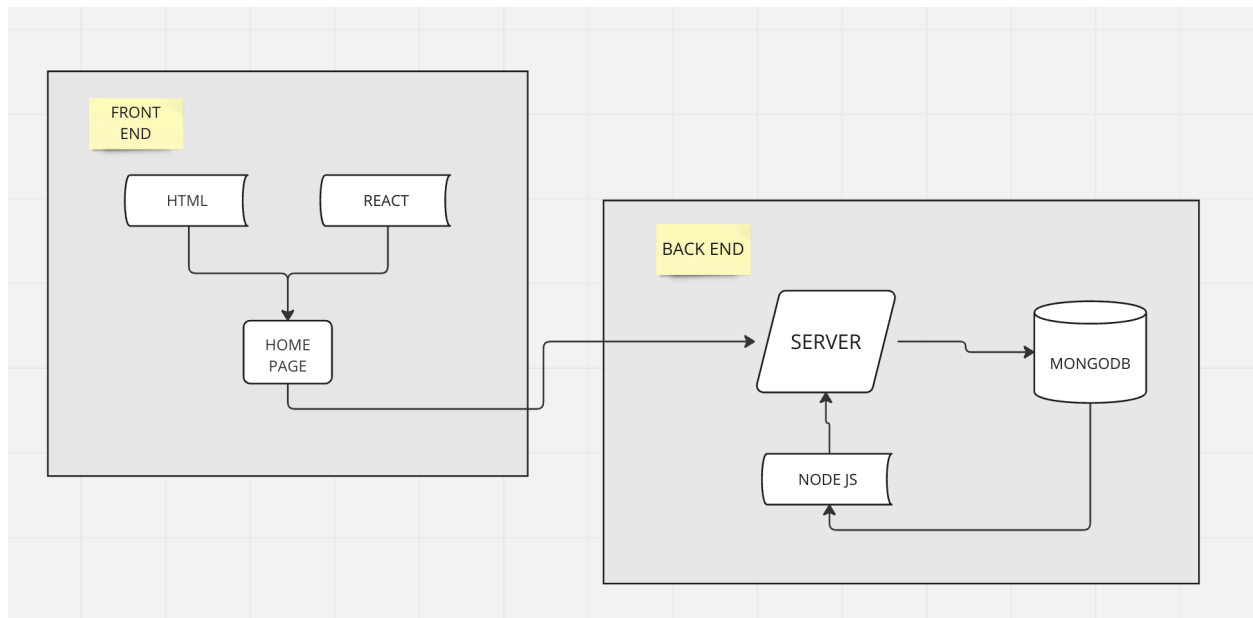 FRONT
END
HTML
REACT
HOME
PAGE
BACK END
SERVER
MONGODB
NODE JS